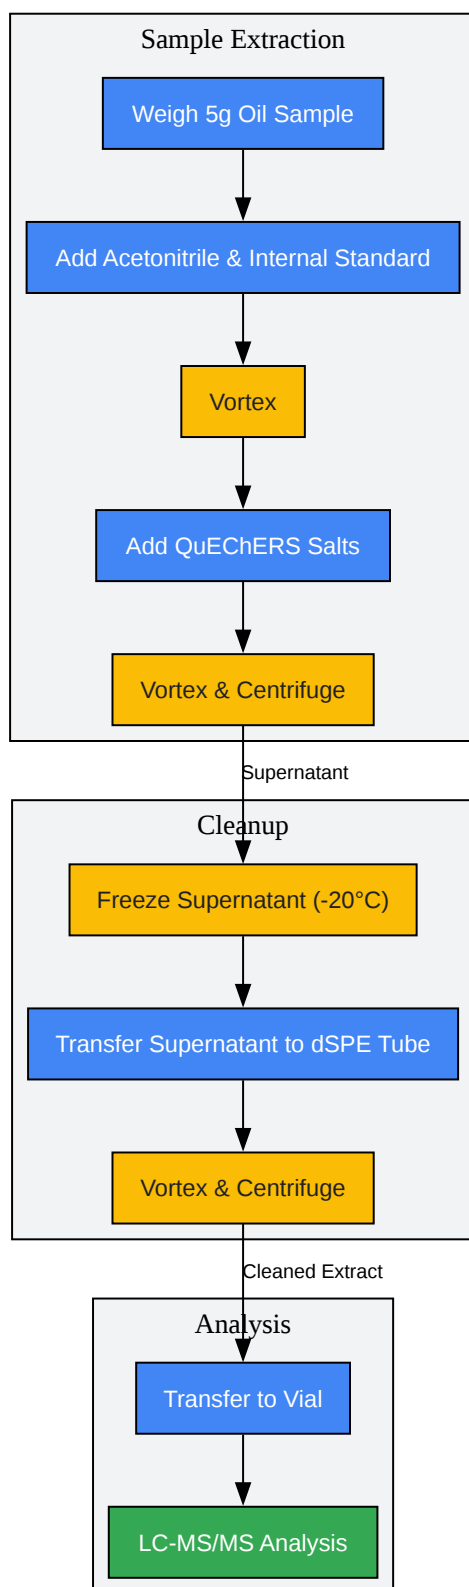 Sample Extraction
Weigh 5g Oil Sample
Add Acetonitrile & Internal Standard
Vortex
Add QuEChERS Salts
Vortex & Centrifuge
Supernatant
Cleanup
Freeze Supernatant (-20°C)
Transfer Supernatant to dSPE Tube
Vortex & Centrifuge
Cleaned Extract
Analysis
Transfer to Vial
LC-MS/MS Analysis